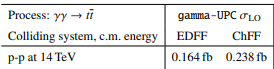 Process: γγ → tt̄ gamma-UPC σLO
Colliding system, c.m. energy EDFF ChFF
p-p at 14 TeV 0.164 fb 0.238 fb